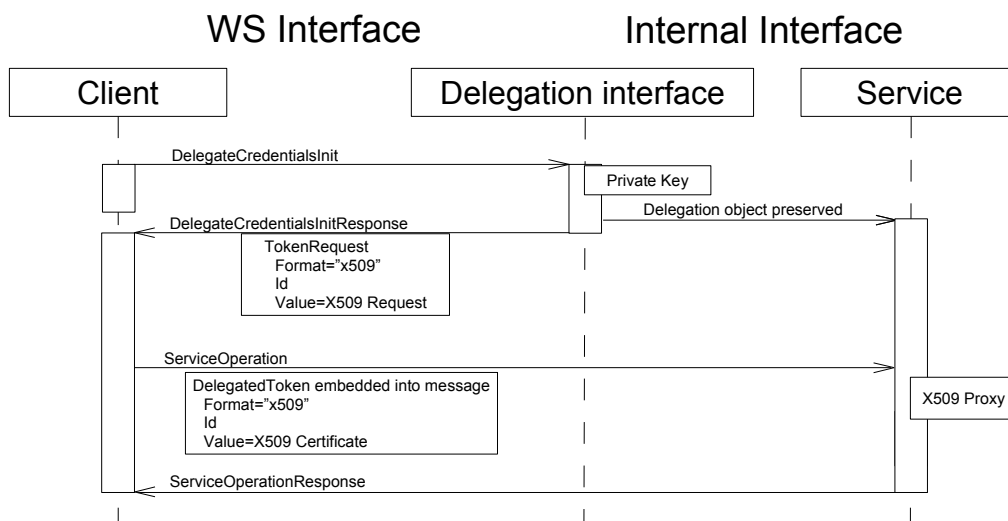 WS Interface
Internal Interface
Client
Delegation interface
Service
DelegateCredentialsInit
Private Key
Delegation object preserved
DelegateCredentialsInitResponse
TokenRequest
Format=”x509”
Id
Value=X509 Request
ServiceOperation
DelegatedToken embedded into message
Format=”x509”
Id
Value=X509 Certificate
X509 Proxy
ServiceOperationResponse